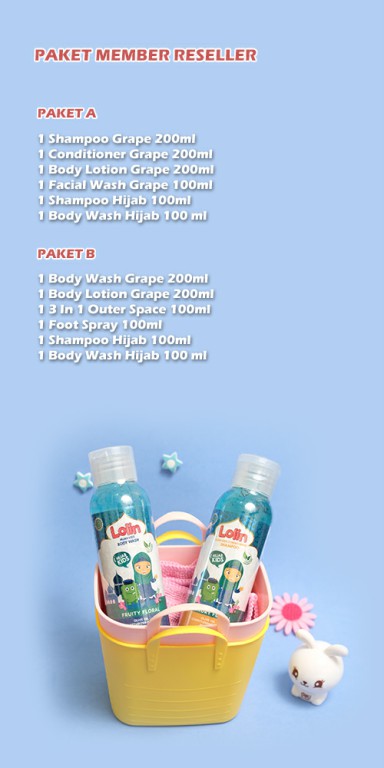 PAKET MEMBER RESELLER
PAKET A
1 Shampoo Grape 200ml
1 Conditioner Grape 200ml
1 Body Lotion Grape 200ml
1 Facial Wash Grape 100ml
1 Shampoo Hijab 100ml
1 Body Wash Hijab 100 ml
PAKET B
1 Body Wash Grape 200ml
1 Body Lotion Grape 200ml
1 3 In 1 Outer Space 100ml
1 Foot Spray 100ml
1 Shampoo Hijab 100ml
1 Body Wash Hijab 100 ml
Loiin
BODY WASH
HIJAB
KIDS
FRUITY FLORAL
Loiin
HIJAB
KIDS